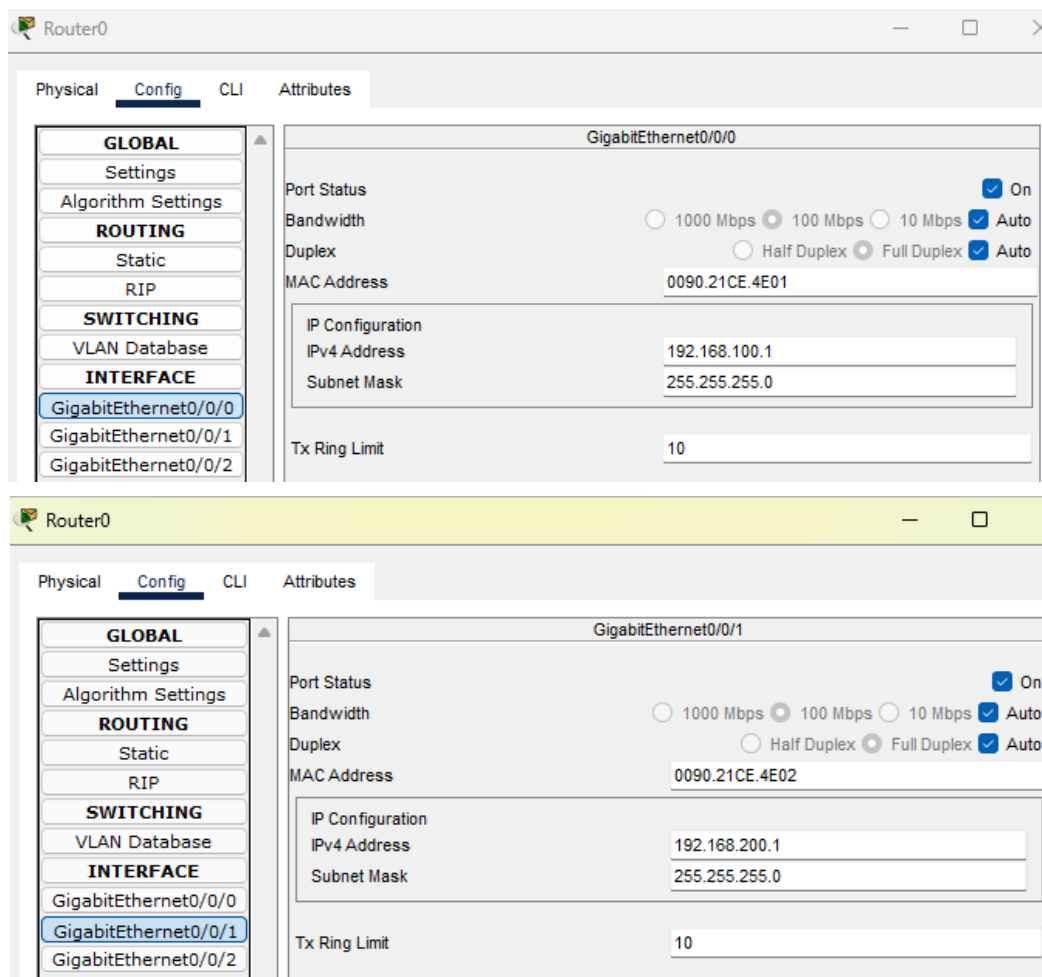 Router0
Physical Config CLI Attributes
GLOBAL
Settings
Algorithm Settings
ROUTING
Static
RIP
SWITCHING
VLAN Database
INTERFACE
GigabitEthernet0/0/0
GigabitEthernet0/0/1
GigabitEthernet0/0/2
GigabitEthernet0/0/0
Port Status On
Bandwidth 1000 Mbps 100 Mbps 10 Mbps Auto
Duplex Half Duplex Full Duplex Auto
MAC Address 0090.21CE.4E01
IP Configuration
IPv4 Address 192.168.100.1
Subnet Mask 255.255.255.0
Tx Ring Limit 10
Router0
Physical Config CLI Attributes
GLOBAL
Settings
Algorithm Settings
ROUTING
Static
RIP
SWITCHING
VLAN Database
INTERFACE
GigabitEthernet0/0/0
GigabitEthernet0/0/1
GigabitEthernet0/0/2
GigabitEthernet0/0/1
Port Status On
Bandwidth 1000 Mbps 100 Mbps 10 Mbps Auto
Duplex Half Duplex Full Duplex Auto
MAC Address 0090.21CE.4E02
IP Configuration
IPv4 Address 192.168.200.1
Subnet Mask 255.255.255.0
Tx Ring Limit 10